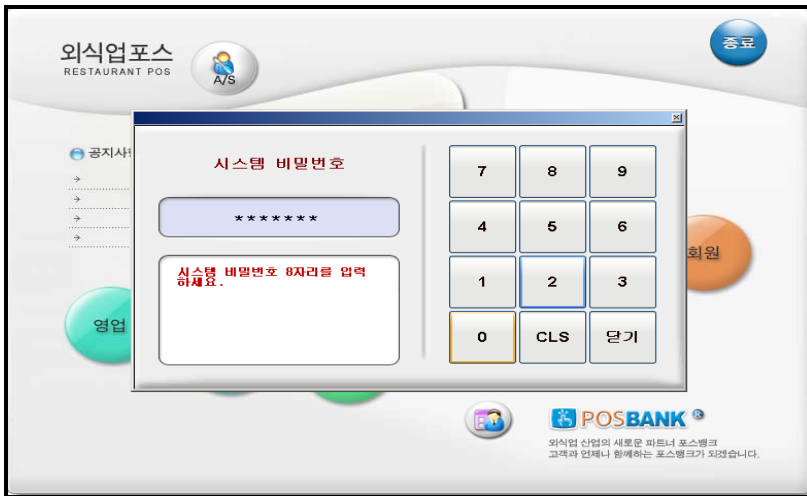 외식업포스
RESTAURANT POS
A/S
종료
공지사
시스템 비밀번호
*******
시스템 비밀번호 8자리를 입력
하세요.
7 8 9
4 5 6
1 2 3
0 CLS 닫기
회원
영업
POSBANK ®
외식업 산업의 새로운 파트너 포스뱅크
고객과 언제나 함께하는 포스뱅크가 되겠습니다.